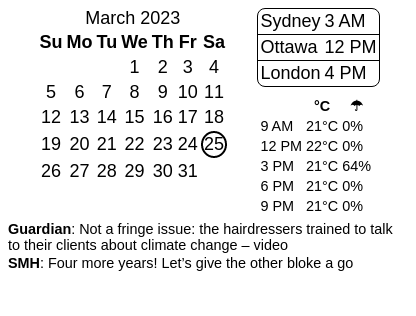 March 2023
Su Mo Tu We Th Fr Sa
1 2 3 4
5 6 7 8 9 10 11
12 13 14 15 16 17 18
19 20 21 22 23 24 25
26 27 28 29 30 31
Sydney 3 AM
Ottawa 12 PM
London 4 PM
°C ☂
9 AM 21°C 0%
12 PM 22°C 0%
3 PM 21°C 64%
6 PM 21°C 0%
9 PM 21°C 0%
Guardian: Not a fringe issue: the hairdressers trained to talk
to their clients about climate change – video
SMH: Four more years! Let’s give the other bloke a go